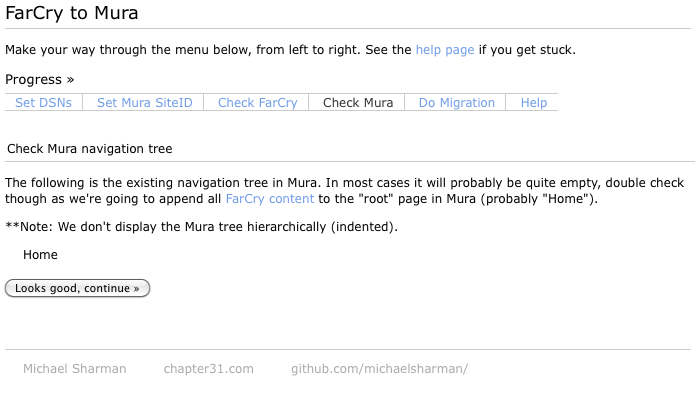 FarCry to Mura
Make your way through the menu below, from left to right. See the help page if you get stuck.
Progress »
Set DSNs Set Mura SiteID Check FarCry Check Mura Do Migration Help
Check Mura navigation tree
The following is the existing navigation tree in Mura. In most cases it will probably be quite empty, double check
though as we're going to append all FarCry content to the "root" page in Mura (probably "Home").
**Note: We don't display the Mura tree hierarchically (indented).
Home
Looks good, continue »
Michael Sharman chapter31.com github.com/michaelsharman/